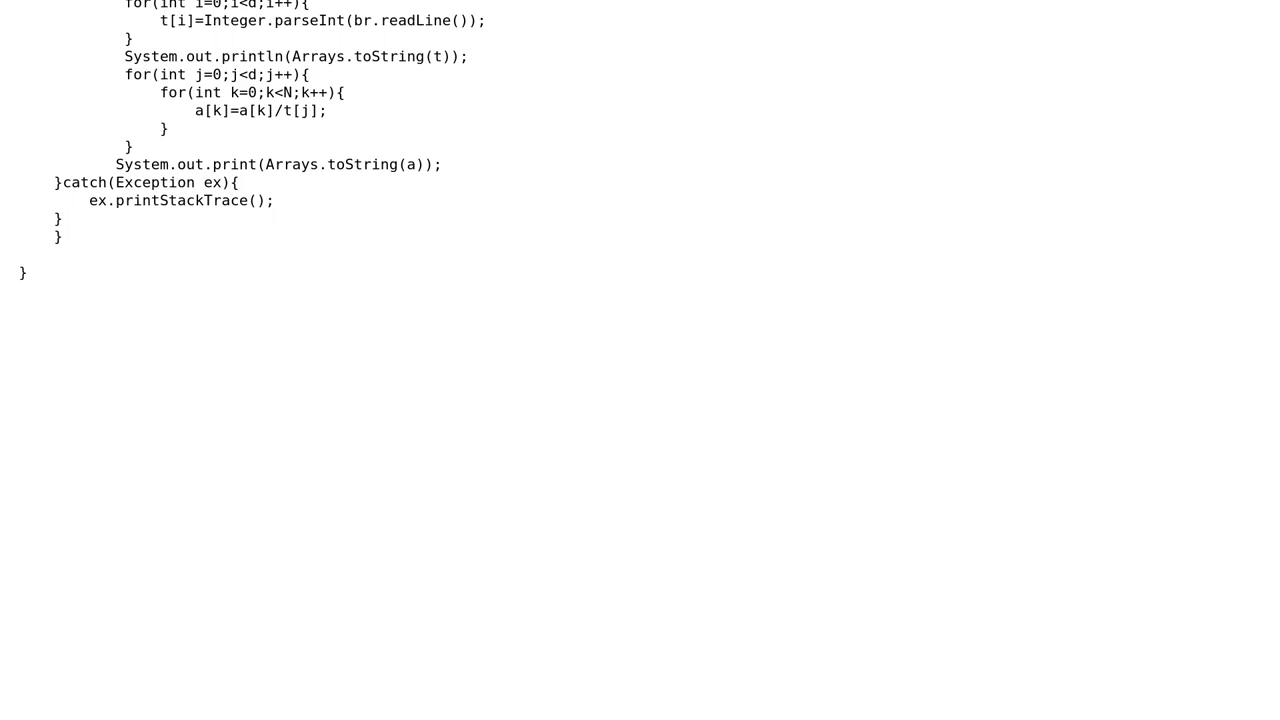 for(int i=0;i<d;i++){
t[i]=Integer.parseInt(br.readLine());
}
System.out.println(Arrays.toString(t));
for(int j=0;j<d;j++){
for(int k=0;k<N;k++){
a[k]=a[k]/t[j];
}
}
System.out.print(Arrays.toString(a));
}catch(Exception ex){
ex.printStackTrace();
}
}
}